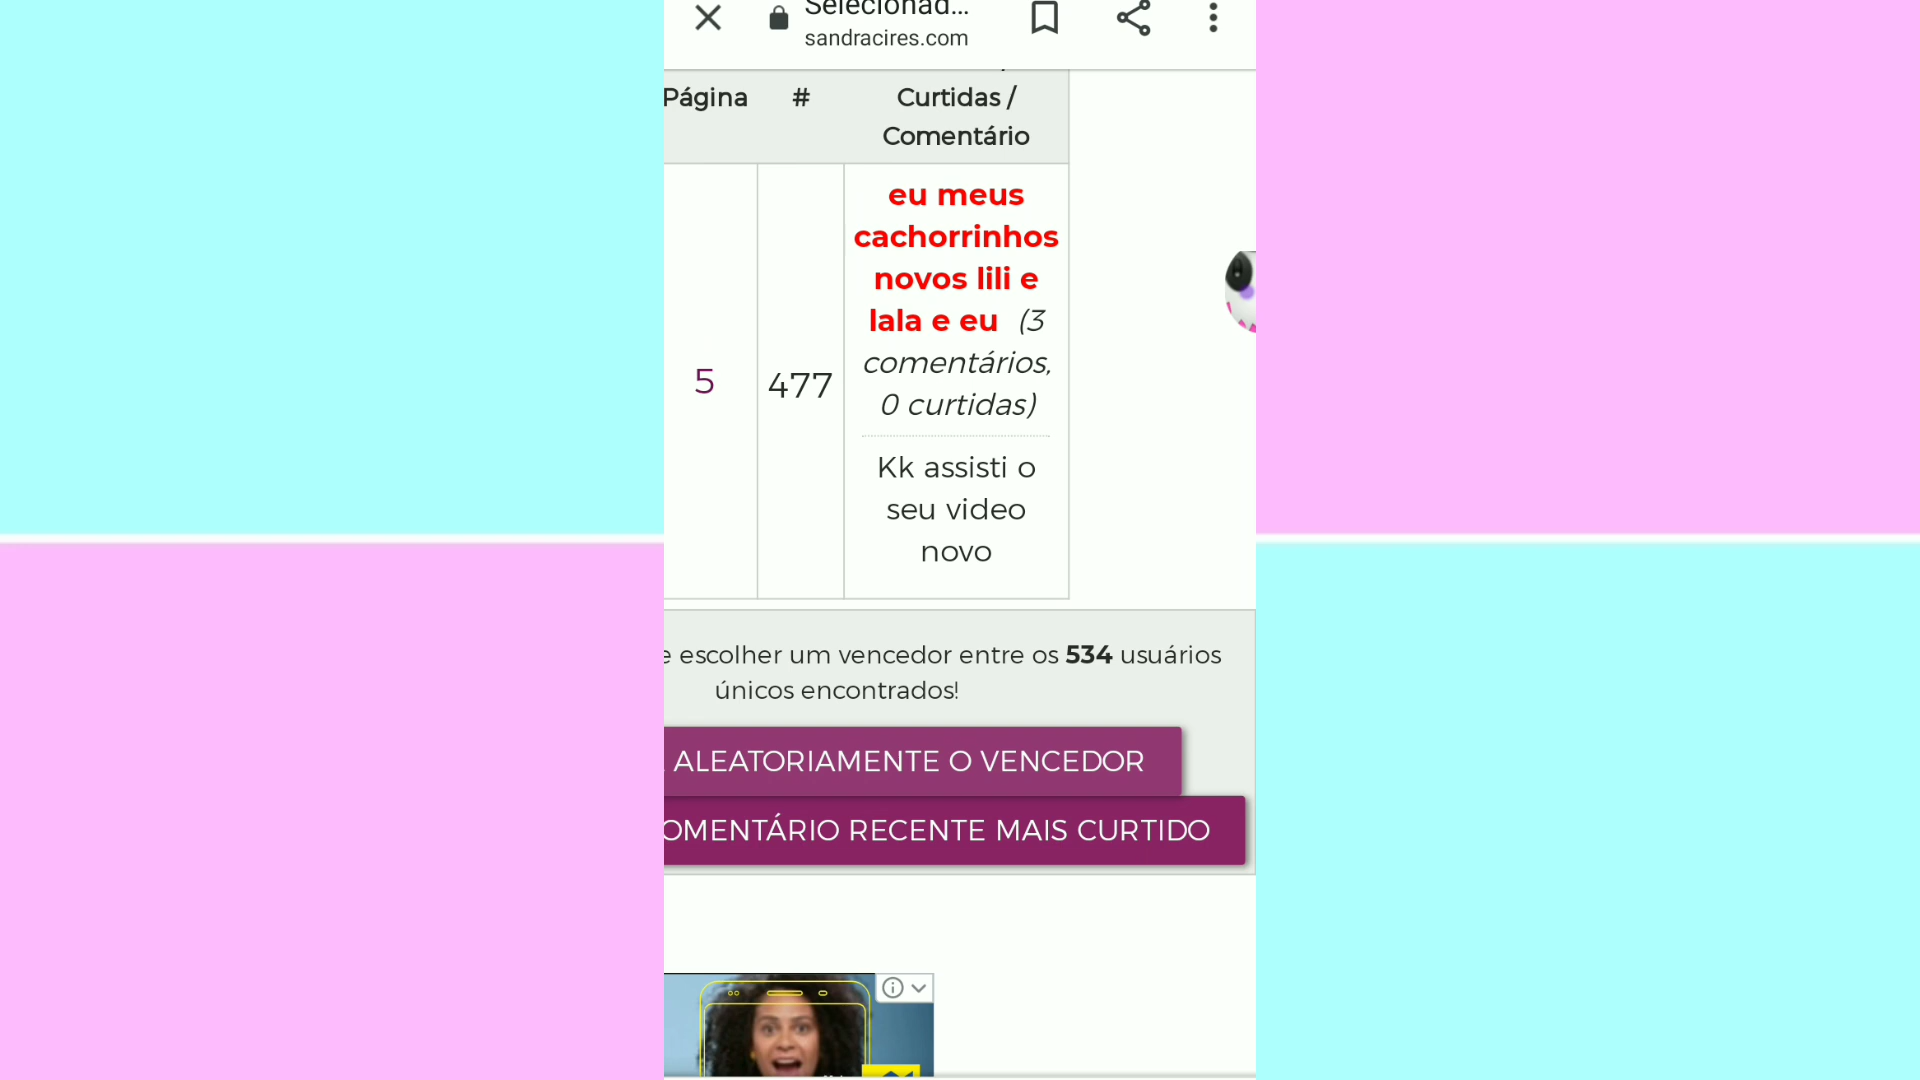 Selecionad...
sandracires.com
Página
#
Curtidas /
Comentário
eu meus
cachorrinhos
novos lili e
lala e eu (3
comentários,
0 curtidas)
5
477
Kk assisti o
seu video
novo
e escolher um vencedor entre os 534 usuários
únicos encontrados!
ALEATORIAMENTE O VENCEDOR
OMENTÁRIO RECENTE MAIS CURTIDO